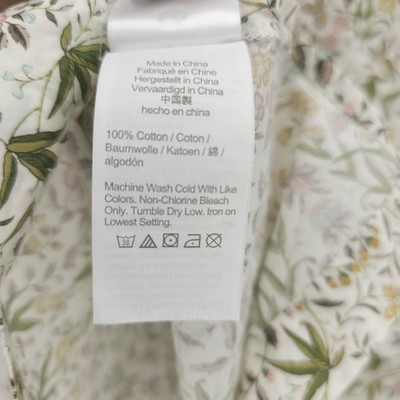 Made in China
Fabriqué en Chine
Hergestellt in China
Vervaardigd in China
中国製
hecho en china
100% Cotton / Coton /
Baumwolle / Katoen / 綿 /
algodón
Machine Wash Cold With Like
Colors. Non-Chlorine Bleach
Only. Tumble Dry Low. Iron on
Lowest Setting.